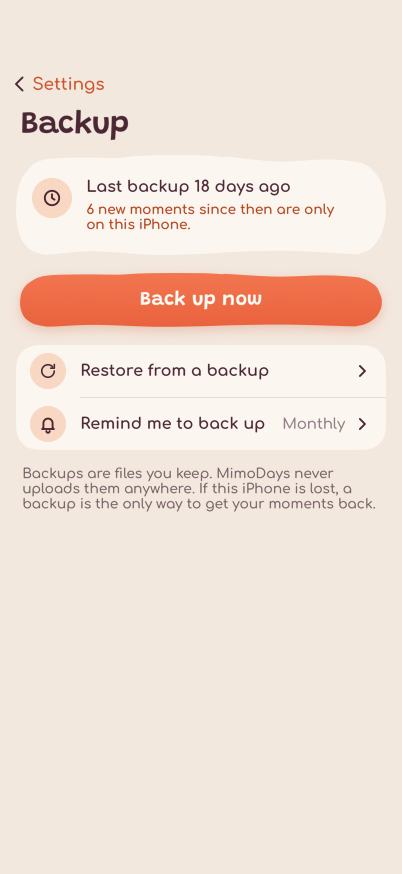 Settings
Backup
Last backup 18 days ago
6 new moments since then are only
on this iPhone.
Back up now
Restore from a backup
Remind me to back up Monthly
Backups are files you keep. MimoDays never
uploads them anywhere. If this iPhone is lost, a
backup is the only way to get your moments back.